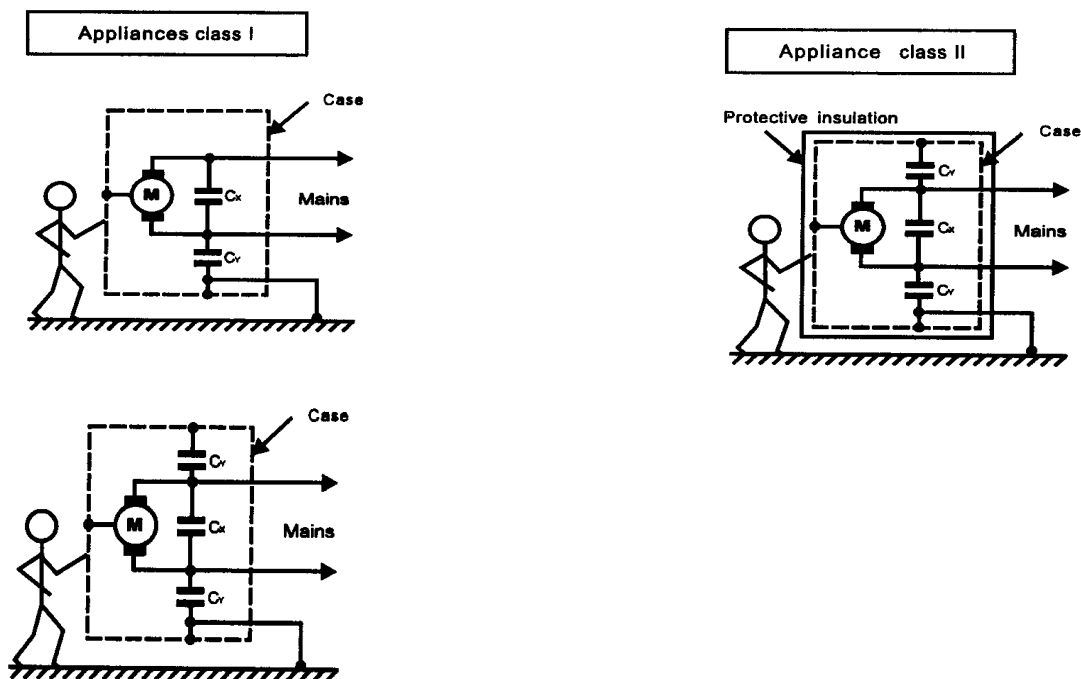 Appliances class I
Case
M
Cx
Mains
CY
Case
CY
M
Cx
Mains
CY
Appliance class II
Protective insulation
Case
CY
M
Cx
Mains
CY